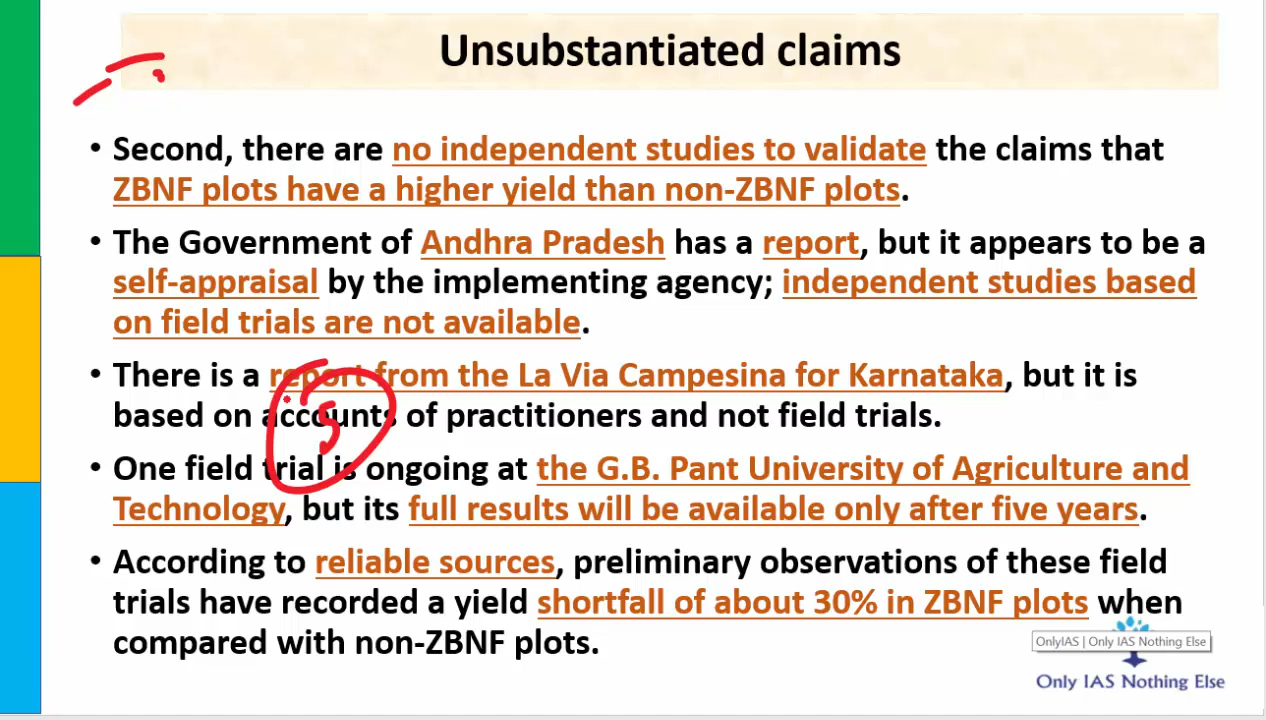 Unsubstantiated claims
• Second, there are no independent studies to validate the claims that
ZBNF plots have a higher yield than non-ZBNF plots.
• The Government of Andhra Pradesh has a report, but it appears to be a
self-appraisal by the implementing agency; independent studies based
on field trials are not available.
• There is a report from the La Via Campesina for Karnataka, but it is
based on accounts of practitioners and not field trials.
• One field trial is ongoing at the G.B. Pant University of Agriculture and
Technology, but its full results will be available only after five years.
• According to reliable sources, preliminary observations of these field
trials have recorded a yield shortfall of about 30% in ZBNF plots when
compared with non-ZBNF plots.
OnlyIAS | Only IAS Nothing Else
Only IAS Nothing Else